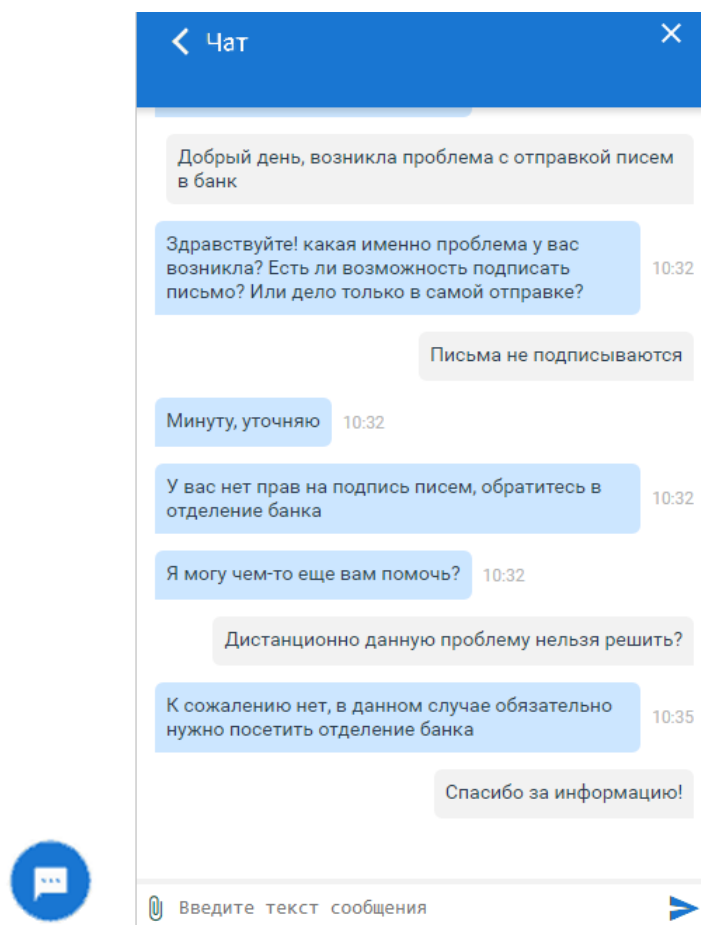 Чат
Добрый день, возникла проблема с отправкой писем
в банк
Здравствуйте! какая именно проблема у вас
возникла? Есть ли возможность подписать
письмо? Или дело только в самой отправке?
10:32
Письма не подписываются
Минуту, уточняю
10:32
У вас нет прав на подпись писем, обратитесь в
отделение банка
10:32
Я могу чем-то еще вам помочь?
10:32
Дистанционно данную проблему нельзя решить?
К сожалению нет, в данном случае обязательно
нужно посетить отделение банка
10:35
Спасибо за информацию!
Введите текст сообщения